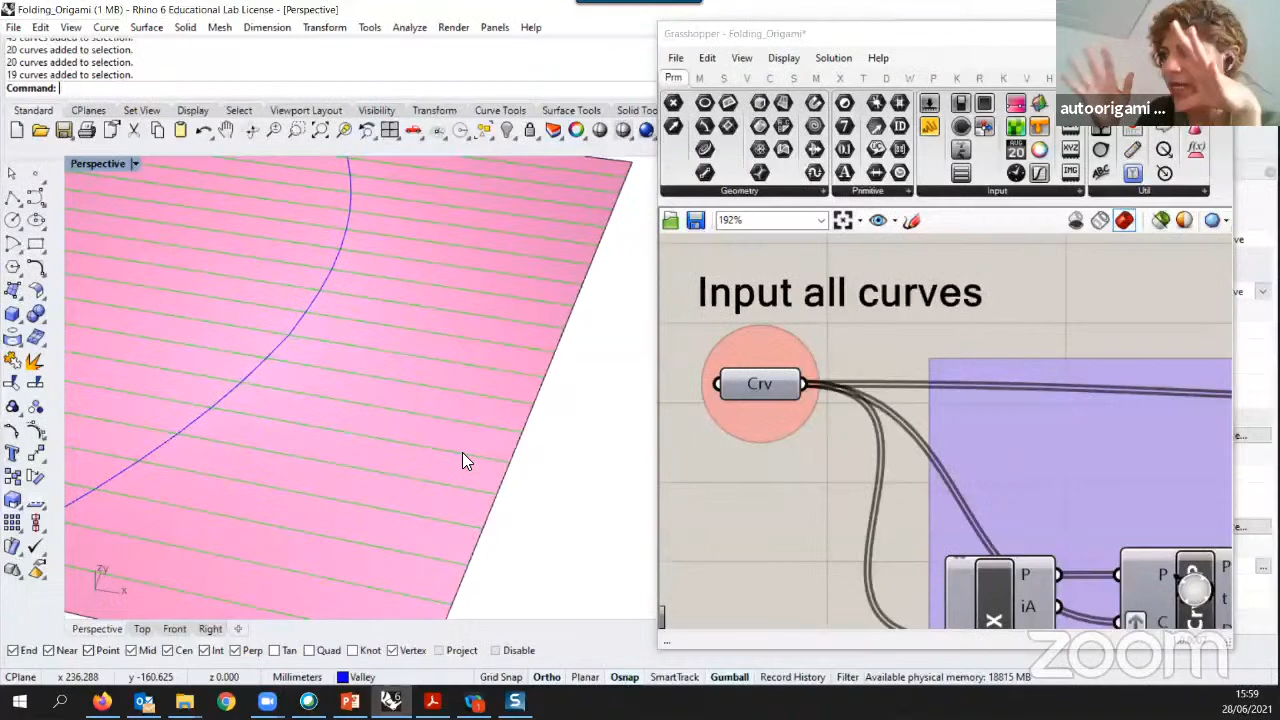 Folding_Origami (1 MB) - Rhino 6 Educational Lab License - [Perspective]
File Edit View Curve Surface Solid Mesh Dimension Transform Tools Analyze Render Panels Help
20 curves added to selection.
20 curves added to selection.
19 curves added to selection.
Command:
Standard CPlanes Set View Display Select Viewport Layout Visibility Transform Curve Tools Surface Tools Solid To
Perspective
Zy
x
Perspective Top Front Right
End Near Point Mid Cen Int Perp Tan Quad Knot Vertex Project Disable
CPlane x 236.288 y -160.625 z 0.000 Millimeters Valley Grid Snap Ortho Planar Osnap SmartTrack Gumball Record History Filter Available physical memory: 18815 MB
Grasshopper - Folding_Origami*
File Edit View Display Solution Help
Prm M S V C S M X T D W P K R K V H
Geometry Primitive Input Util
192%
Input all curves
Crv
X
P
iA
P
C
P
t
...
autoorigami ...
zoom
15:59
28/06/2021